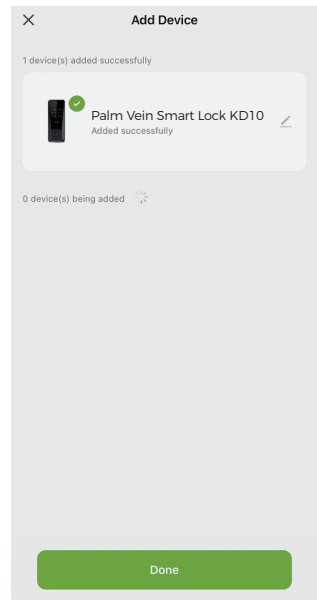 Add Device
1 device(s) added successfully
Palm Vein Smart Lock KD10
Added successfully
0 device(s) being added
Done